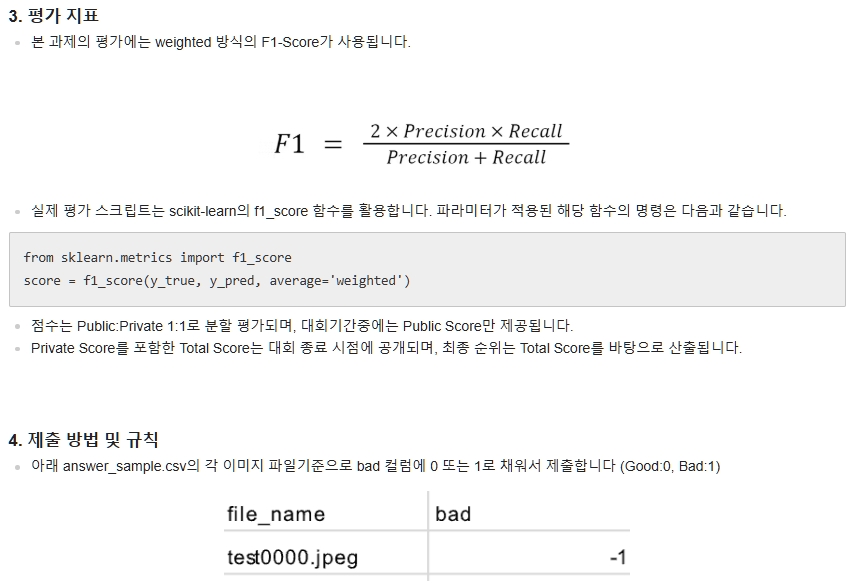 3. 평가 지표
본 과제의 평가에는 weighted 방식의 F1-Score가 사용됩니다.
F1 = 2 × Precision × Recall
Precision + Recall
실제 평가 스크립트는 scikit-learn의 f1_score 함수를 활용합니다. 파라미터가 적용된 해당 함수의 명령은 다음과 같습니다.
from sklearn.metrics import f1_score
score = f1_score(y_true, y_pred, average='weighted')
점수는 Public:Private 1:1로 분할 평가되며, 대회기간중에는 Public Score만 제공됩니다.
Private Score를 포함한 Total Score는 대회 종료 시점에 공개되며, 최종 순위는 Total Score를 바탕으로 산출됩니다.
4. 제출 방법 및 규칙
아래 answer_sample.csv의 각 이미지 파일기준으로 bad 컬럼에 0 또는 1로 채워서 제출합니다 (Good:0, Bad:1)
file_name bad
test0000.jpeg -1